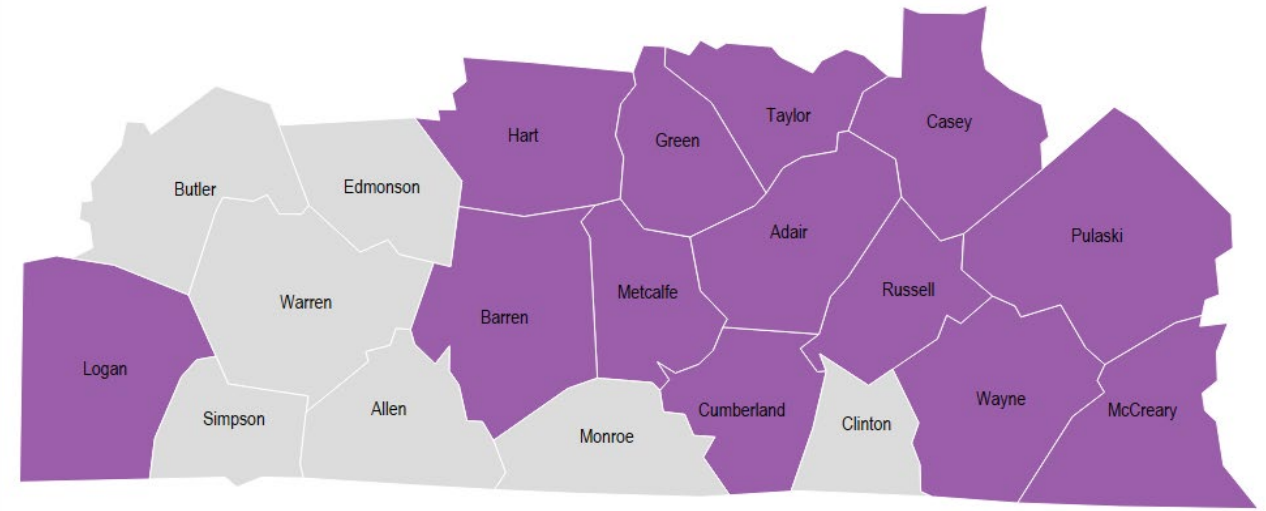 Taylor
Casey
Hart
Green
Butler
Edmonson
Adair
Pulaski
Metcalfe
Russell
Warren
Barren
Logan
Wayne
Allen
Simpson
Cumberland
McCreary
Clinton
Monroe